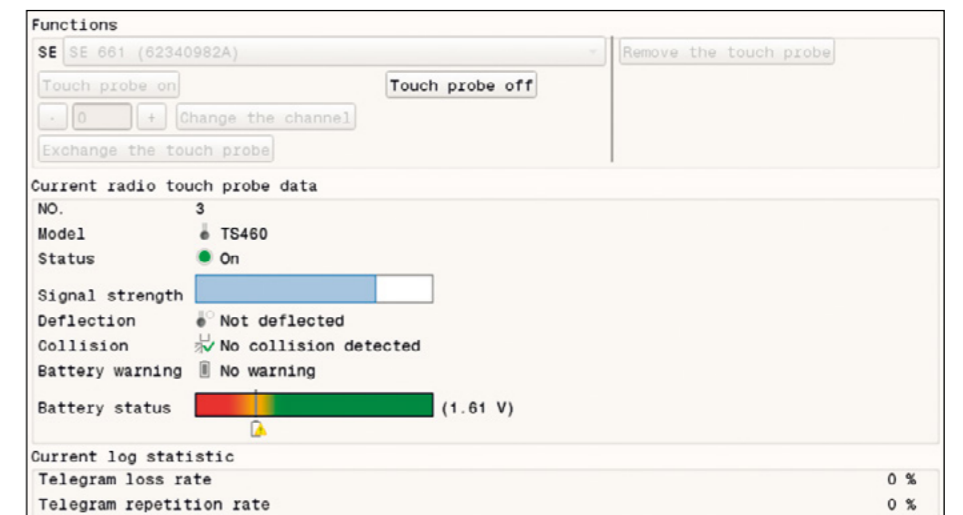 Functions
SE SE 661 (62340982A) Remove the touch probe
Touch probe on Touch probe off
- 0 + Change the channel
Exchange the touch probe
Current radio touch probe data
NO. 3
Model TS460
Status On
Signal strength
Deflection Not deflected
Collision No collision detected
Battery warning No warning
Battery status (1.61 V)
Current log statistic
Telegram loss rate 0 %
Telegram repetition rate 0 %